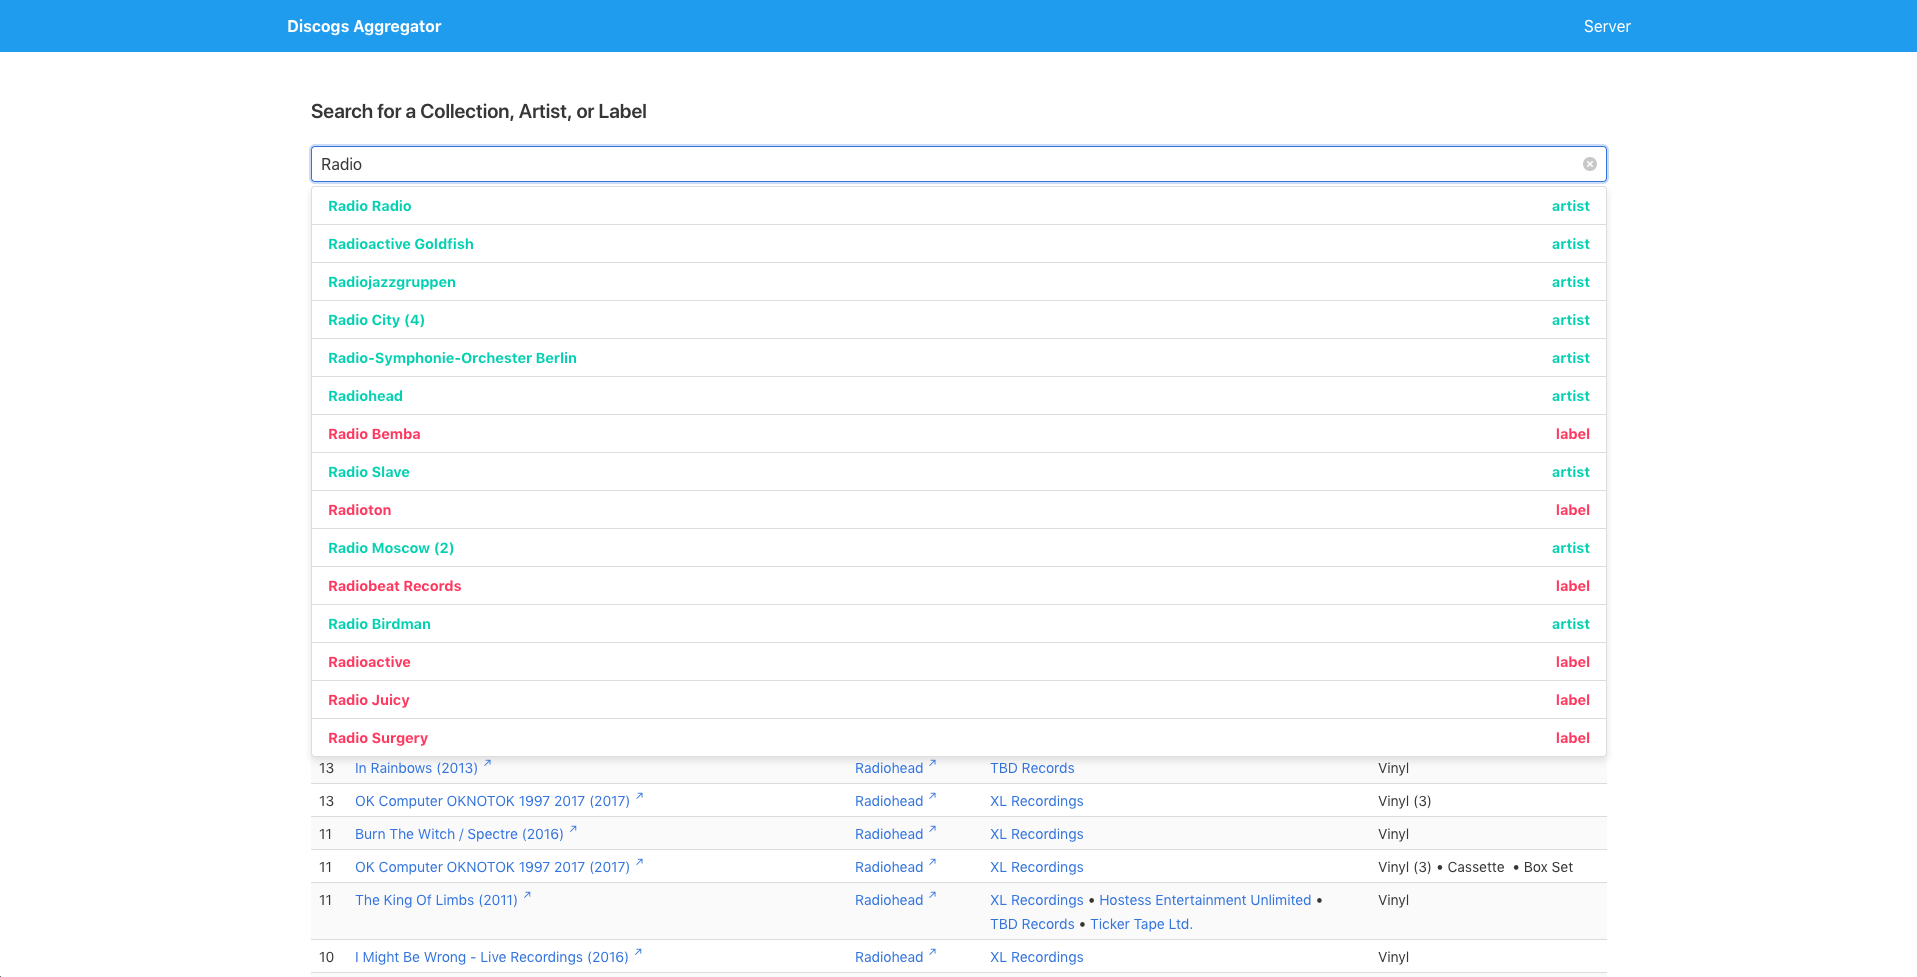 Discogs Aggregator Server
Search for a Collection, Artist, or Label
Radio
Radio Radio artist
Radioactive Goldfish artist
Radiojazzgruppen artist
Radio City (4) artist
Radio-Symphonie-Orchester Berlin artist
Radiohead artist
Radio Bemba label
Radio Slave artist
Radioton label
Radio Moscow (2) artist
Radiobeat Records label
Radio Birdman artist
Radioactive label
Radio Juicy label
Radio Surgery label
13 In Rainbows (2013) ↗ Radiohead ↗ TBD Records Vinyl
13 OK Computer OKNOTOK 1997 2017 (2017) ↗ Radiohead ↗ XL Recordings Vinyl (3)
11 Burn The Witch / Spectre (2016) ↗ Radiohead ↗ XL Recordings Vinyl
11 OK Computer OKNOTOK 1997 2017 (2017) ↗ Radiohead ↗ XL Recordings Vinyl (3) • Cassette • Box Set
11 The King Of Limbs (2011) ↗ Radiohead ↗ XL Recordings • Hostess Entertainment Unlimited • Vinyl
TBD Records • Ticker Tape Ltd.
10 I Might Be Wrong - Live Recordings (2016) ↗ Radiohead ↗ XL Recordings Vinyl